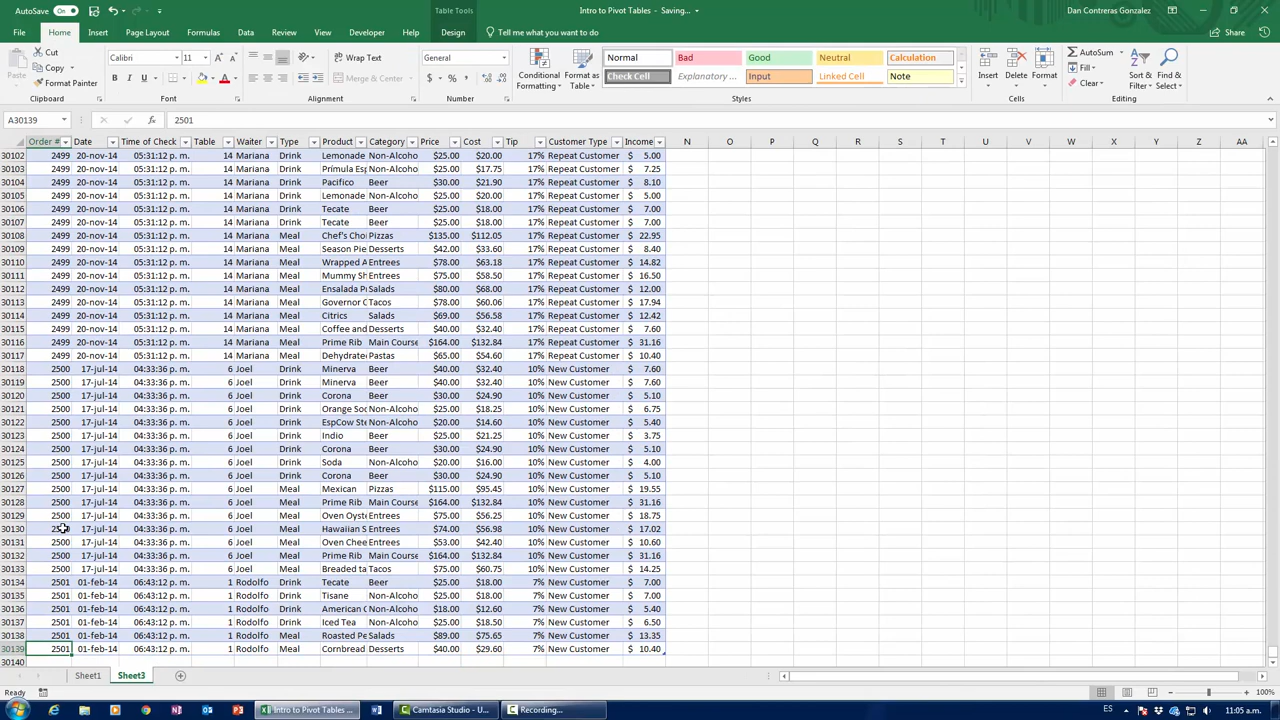 AutoSave On Table Tools Intro to Pivot Tables - Saving... Dan Contreras Gonzalez
File Home Insert Page Layout Formulas Data Review View Developer Help Design Tell me what you want to do Share
Cut Copy Format Painter Paste Clipboard
Calibri 11 B I U Font
Wrap Text Merge & Center Alignment
General $ % Number
Conditional Formatting Format as Table Normal Bad Good Neutral Calculation
Check Cell Explanatory ... Input Linked Cell Note Styles
Insert Delete Format Cells
AutoSum Fill Clear Sort & Filter Find & Select Editing
A30139 fx 2501
Order # Date Time of Check Table Waiter Type Product Category Price Cost Tip Customer Type Income N O P Q R S T U V W X Y Z AA
30102 2499 20-nov-14 05:31:12 p. m. 14 Mariana Drink Lemonade Non-Alcoho $25.00 $20.00 17% Repeat Customer $ 5.00
30103 2499 20-nov-14 05:31:12 p. m. 14 Mariana Drink Prímula Esp Non-Alcoho $25.00 $17.75 17% Repeat Customer $ 7.25
30104 2499 20-nov-14 05:31:12 p. m. 14 Mariana Drink Pacifico Beer $30.00 $21.90 17% Repeat Customer $ 8.10
30105 2499 20-nov-14 05:31:12 p. m. 14 Mariana Drink Lemonade Non-Alcoho $25.00 $20.00 17% Repeat Customer $ 5.00
30106 2499 20-nov-14 05:31:12 p. m. 14 Mariana Drink Tecate Beer $25.00 $18.00 17% Repeat Customer $ 7.00
30107 2499 20-nov-14 05:31:12 p. m. 14 Mariana Drink Tecate Beer $25.00 $18.00 17% Repeat Customer $ 7.00
30108 2499 20-nov-14 05:31:12 p. m. 14 Mariana Meal Chef's Choi Pizzas $135.00 $112.05 17% Repeat Customer $ 22.95
30109 2499 20-nov-14 05:31:12 p. m. 14 Mariana Meal Season Pie Desserts $42.00 $33.60 17% Repeat Customer $ 8.40
30110 2499 20-nov-14 05:31:12 p. m. 14 Mariana Meal Wrapped A Entrees $78.00 $63.18 17% Repeat Customer $ 14.82
30111 2499 20-nov-14 05:31:12 p. m. 14 Mariana Meal Mummy Sh Entrees $75.00 $58.50 17% Repeat Customer $ 16.50
30112 2499 20-nov-14 05:31:12 p. m. 14 Mariana Meal Ensalada P Salads $80.00 $68.00 17% Repeat Customer $ 12.00
30113 2499 20-nov-14 05:31:12 p. m. 14 Mariana Meal Governor Tacos $78.00 $60.06 17% Repeat Customer $ 17.94
30114 2499 20-nov-14 05:31:12 p. m. 14 Mariana Meal Citrics Salads $69.00 $56.58 17% Repeat Customer $ 12.42
30115 2499 20-nov-14 05:31:12 p. m. 14 Mariana Meal Coffee and Desserts $40.00 $32.40 17% Repeat Customer $ 7.60
30116 2499 20-nov-14 05:31:12 p. m. 14 Mariana Meal Prime Rib Main Course $164.00 $132.84 17% Repeat Customer $ 31.16
30117 2499 20-nov-14 05:31:12 p. m. 14 Mariana Meal Dehydrate Pastas $65.00 $54.60 17% Repeat Customer $ 10.40
30118 2500 17-jul-14 04:33:36 p. m. 6 Joel Drink Minerva Beer $40.00 $32.40 10% New Customer $ 7.60
30119 2500 17-jul-14 04:33:36 p. m. 6 Joel Drink Minerva Beer $40.00 $32.40 10% New Customer $ 7.60
30120 2500 17-jul-14 04:33:36 p. m. 6 Joel Drink Corona Beer $30.00 $24.90 10% New Customer $ 5.10
30121 2500 17-jul-14 04:33:36 p. m. 6 Joel Drink Orange So Non-Alcoho $25.00 $18.25 10% New Customer $ 6.75
30122 2500 17-jul-14 04:33:36 p. m. 6 Joel Drink EspCow St Non-Alcoho $20.00 $14.60 10% New Customer $ 5.40
30123 2500 17-jul-14 04:33:36 p. m. 6 Joel Drink Indio Beer $25.00 $21.25 10% New Customer $ 3.75
30124 2500 17-jul-14 04:33:36 p. m. 6 Joel Drink Corona Beer $30.00 $24.90 10% New Customer $ 5.10
30125 2500 17-jul-14 04:33:36 p. m. 6 Joel Drink Soda Non-Alcoho $20.00 $16.00 10% New Customer $ 4.00
30126 2500 17-jul-14 04:33:36 p. m. 6 Joel Drink Corona Beer $30.00 $24.90 10% New Customer $ 5.10
30127 2500 17-jul-14 04:33:36 p. m. 6 Joel Meal Mexican Pizzas $115.00 $95.45 10% New Customer $ 19.55
30128 2500 17-jul-14 04:33:36 p. m. 6 Joel Meal Prime Rib Main Course $164.00 $132.84 10% New Customer $ 31.16
30129 2500 17-jul-14 04:33:36 p. m. 6 Joel Meal Oven Oyst Entrees $75.00 $56.25 10% New Customer $ 18.75
30130 2500 17-jul-14 04:33:36 p. m. 6 Joel Meal Hawaiian S Entrees $74.00 $56.98 10% New Customer $ 17.02
30131 2500 17-jul-14 04:33:36 p. m. 6 Joel Meal Oven Chee Entrees $53.00 $42.40 10% New Customer $ 10.60
30132 2500 17-jul-14 04:33:36 p. m. 6 Joel Meal Prime Rib Main Course $164.00 $132.84 10% New Customer $ 31.16
30133 2500 17-jul-14 04:33:36 p. m. 6 Joel Meal Breaded ta Tacos $75.00 $60.75 10% New Customer $ 14.25
30134 2501 01-feb-14 06:43:12 p. m. 1 Rodolfo Drink Tecate Beer $25.00 $18.00 7% New Customer $ 7.00
30135 2501 01-feb-14 06:43:12 p. m. 1 Rodolfo Drink Tisane Non-Alcoho $25.00 $18.00 7% New Customer $ 7.00
30136 2501 01-feb-14 06:43:12 p. m. 1 Rodolfo Drink American C Non-Alcoho $18.00 $12.60 7% New Customer $ 5.40
30137 2501 01-feb-14 06:43:12 p. m. 1 Rodolfo Drink Iced Tea Non-Alcoho $25.00 $18.50 7% New Customer $ 6.50
30138 2501 01-feb-14 06:43:12 p. m. 1 Rodolfo Meal Roasted Pe Salads $89.00 $75.65 7% New Customer $ 13.35
30139 2501 01-feb-14 06:43:12 p. m. 1 Rodolfo Meal Cornbread Desserts $40.00 $29.60 7% New Customer $ 10.40
30140
Sheet1 Sheet3
Ready 100%
Intro to Pivot Tables ... Camtasia Studio - U... Recording... ES 11:05 a.m.